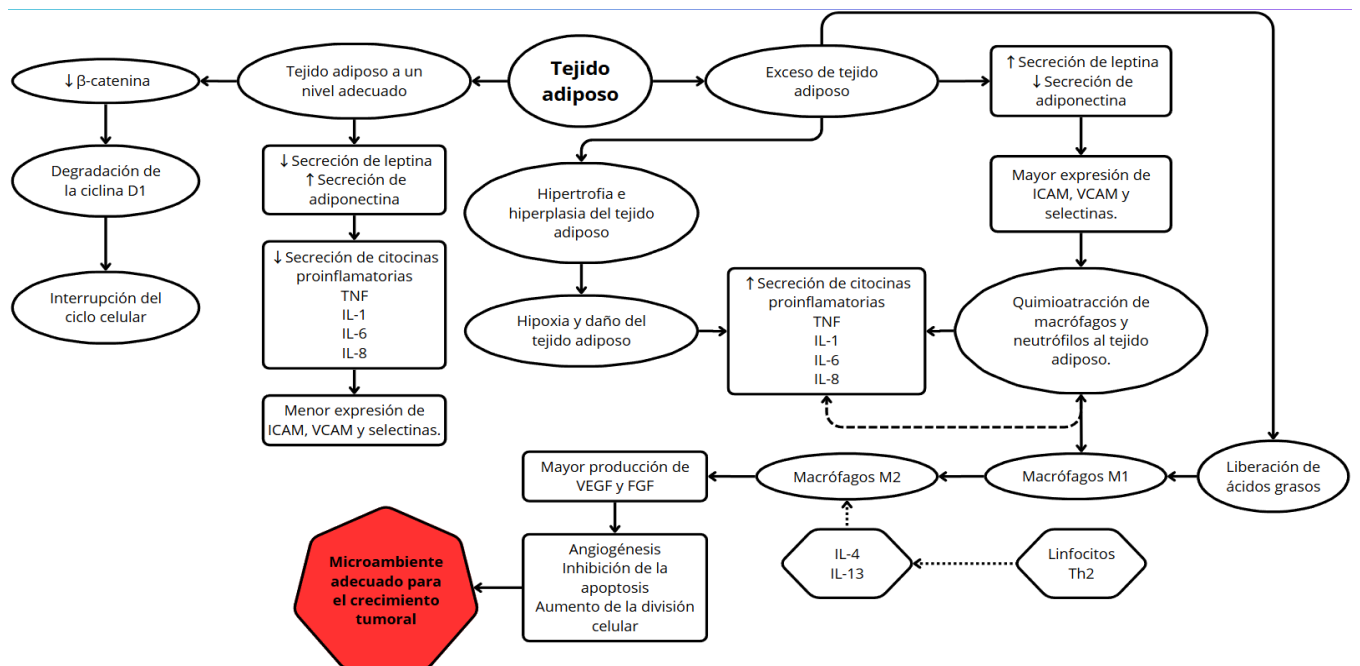 Tejido
adiposo
Tejido adiposo a un
nivel adecuado
↓β-catenina
Degradación de
la ciclina D1
Interrupción del
ciclo celular
↓Secreción de leptina
↑Secreción de
adiponectina
↓Secreción de citocinas
proinflamatorias
TNF
IL-1
IL-6
IL-8
Menor expresión de
ICAM, VCAM y selectinas.
Exceso de tejido
adiposo
↑Secreción de leptina
↓Secreción de
adiponectina
Mayor expresión de
ICAM, VCAM y
selectinas.
Hipertrofia e
hiperplasia del tejido
adiposo
Hipoxia y daño del
tejido adiposo
↑Secreción de citocinas
proinflamatorias
TNF
IL-1
IL-6
IL-8
Quimioatracción de
macrófagos y
neutrófilos al tejido
adiposo.
Liberación de
ácidos grasos
Macrófagos M1
Macrófagos M2
Mayor producción de
VEGF y FGF
IL-4
IL-13
Linfocitos
Th2
Angiogénesis
Inhibición de la
apoptosis
Aumento de la división
celular
Microambiente
adecuado para
el crecimiento
tumoral